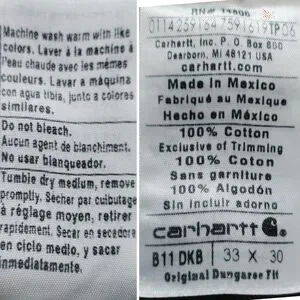 Machine wash warm with like
colors. Laver à la machine à
l'eau chaude avec les mêmes
couleurs. Lavar a máquina
con agua tibia, junto a colores
similares.
Do not bleach.
Aucun agent de blanchiment.
No usar blanqueador.
Tumble dry medium, remove
promptly. Sécher par culbutage
à réglage moyen, retirer
rapidement. Secar en secadora
en ciclo medio, y sacar
inmediatamente.
RN# 14806
Carhartt, Inc. P.O. Box 600
Dearborn, MI 48121 USA
carhartt.com
Made in Mexico
Fabriqué au Mexique
Hecho en México
100% Cotton
Exclusive of Trimming
100% Coton
Sans garniture
100% Algodón
Sin incluir adorno
carhartt
B11 DKB 33 X 30
Original Dungaree Fit